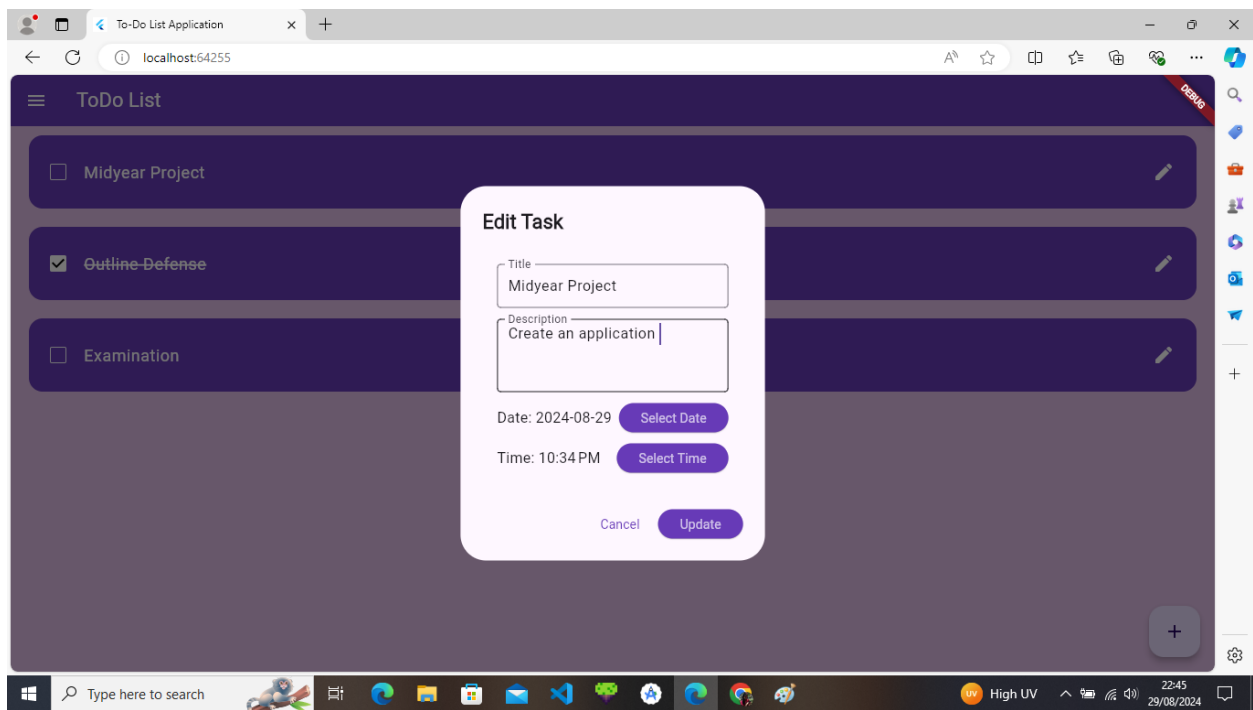 To-Do List Application
localhost:64255
ToDo List
DEBUG
Midyear Project
Outline Defense
Examination
Edit Task
Title
Midyear Project
Description
Create an application
Date: 2024-08-29 Select Date
Time: 10:34 PM Select Time
Cancel Update
Type here to search
UV High UV
22:45
29/08/2024